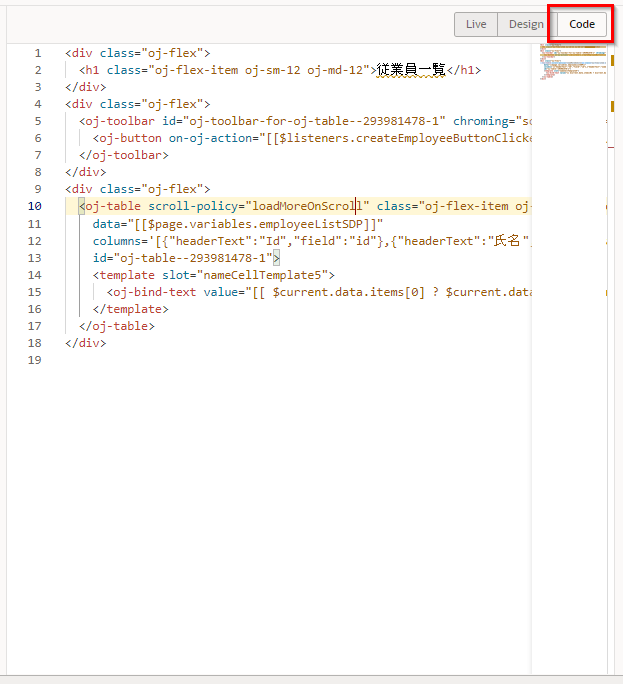 Live Design Code
1 <div class="oj-flex">
2 <h1 class="oj-flex-item oj-sm-12 oj-md-12">従業員一覧</h1>
3 </div>
4 <div class="oj-flex">
5 <oj-toolbar id="oj-toolbar-for-oj-table--293981478-1" chroming="so
6 <oj-button on-oj-action="[[$listeners.createEmployeeButtonClicke
7 </oj-toolbar>
8 </div>
9 <div class="oj-flex">
10 <oj-table scroll-policy="loadMoreOnScroll" class="oj-flex-item oj-
11 data="[[$page.variables.employeeListSDP]]"
12 columns='[{"headerText":"Id","field":"id"},{"headerText":"氏名",
13 id="oj-table--293981478-1">
14 <template slot="nameCellTemplate5">
15 <oj-bind-text value="[[ $current.data.items[0] ? $current.data
16 </template>
17 </oj-table>
18 </div>
19